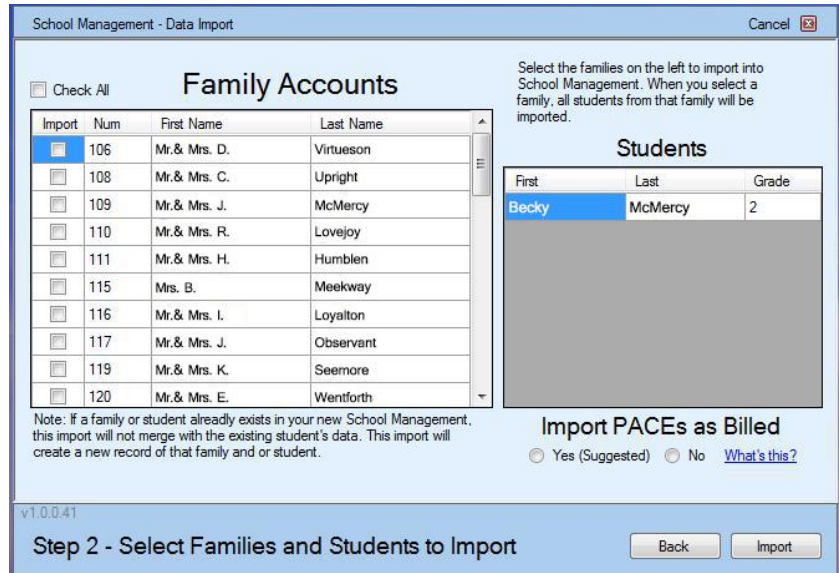 School Management - Data Import
Cancel
Check All
Family Accounts
Import Num First Name Last Name
106 Mr.& Mrs. D. Virtueson
108 Mr.& Mrs. C. Upright
109 Mr.& Mrs. J. McMercy
110 Mr.& Mrs. R. Lovejoy
111 Mr.& Mrs. H. Humblen
115 Mrs. B. Meekway
116 Mr.& Mrs. I. Loyalton
117 Mr.& Mrs. J. Observant
119 Mr.& Mrs. K. Seemore
120 Mr.& Mrs. E. Wentforth
Note: If a family or student alreadly exists in your new School Management,
this import will not merge with the existing student's data. This import will
create a new record of that family and or student.
Select the families on the left to import into
School Management. When you select a
family, all students from that family will be
imported.
Students
First Last Grade
Becky McMercy 2
Import PACEs as Billed
Yes (Suggested) No What's this?
v1.0.0.41
Step 2 - Select Families and Students to Import
Back Import